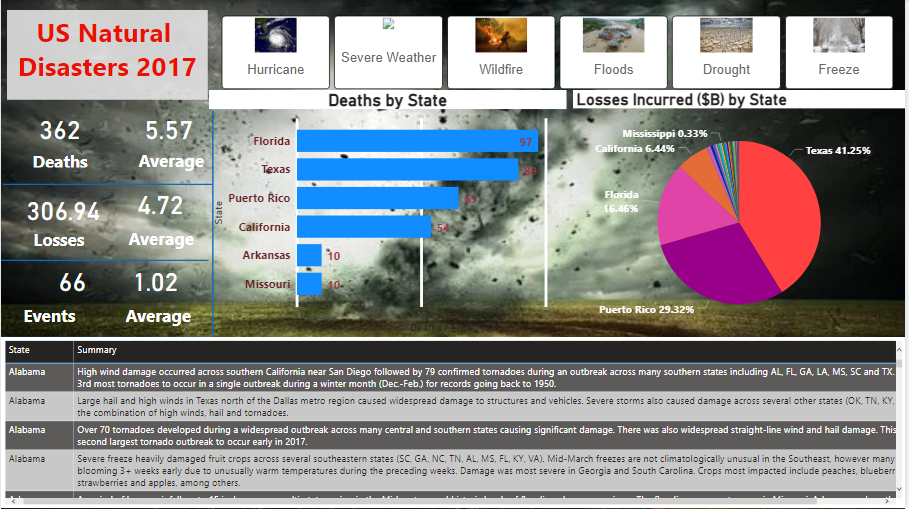 US Natural
Disasters 2017
Hurricane
Severe Weather
Wildfire
Floods
Drought
Freeze
Deaths by State
Losses Incurred ($B) by State
362
Deaths
5.57
Average
306.94
Losses
4.72
Average
66
Events
1.02
Average
State
Florida
97
Texas
Puerto Rico
California
54
Arkansas
10
Missouri
10
Mississippi 0.33%
California 6.44%
Florida
16.46%
Puerto Rico 29.32%
Texas 41.25%
State Summary
Alabama High wind damage occurred across southern California near San Diego followed by 79 confirmed tornadoes during an outbreak across many southern states including AL, FL, GA, LA, MS, SC and TX.
3rd most tornadoes to occur in a single outbreak during a winter month (Dec.-Feb.) for records going back to 1950.
Alabama Large hail and high winds in Texas north of the Dallas metro region caused widespread damage to structures and vehicles. Severe storms also caused damage across several other states (OK, TN, KY,
the combination of high winds, hail and tornadoes.
Alabama Over 70 tornadoes developed during a widespread outbreak across many central and southern states causing significant damage. There was also widespread straight-line wind and hail damage. This
second largest tornado outbreak to occur early in 2017.
Alabama Severe freeze heavily damaged fruit crops across several southeastern states (SC, GA, NC, TN, AL, MS, FL, KY, VA). Mid-March freezes are not climatologically unusual in the Southeast, however many
blooming 3+ weeks early due to unusually warm temperatures during the preceding weeks. Damage was most severe in Georgia and South Carolina. Crops most impacted include peaches, blueberr
strawberries and apples, among others.